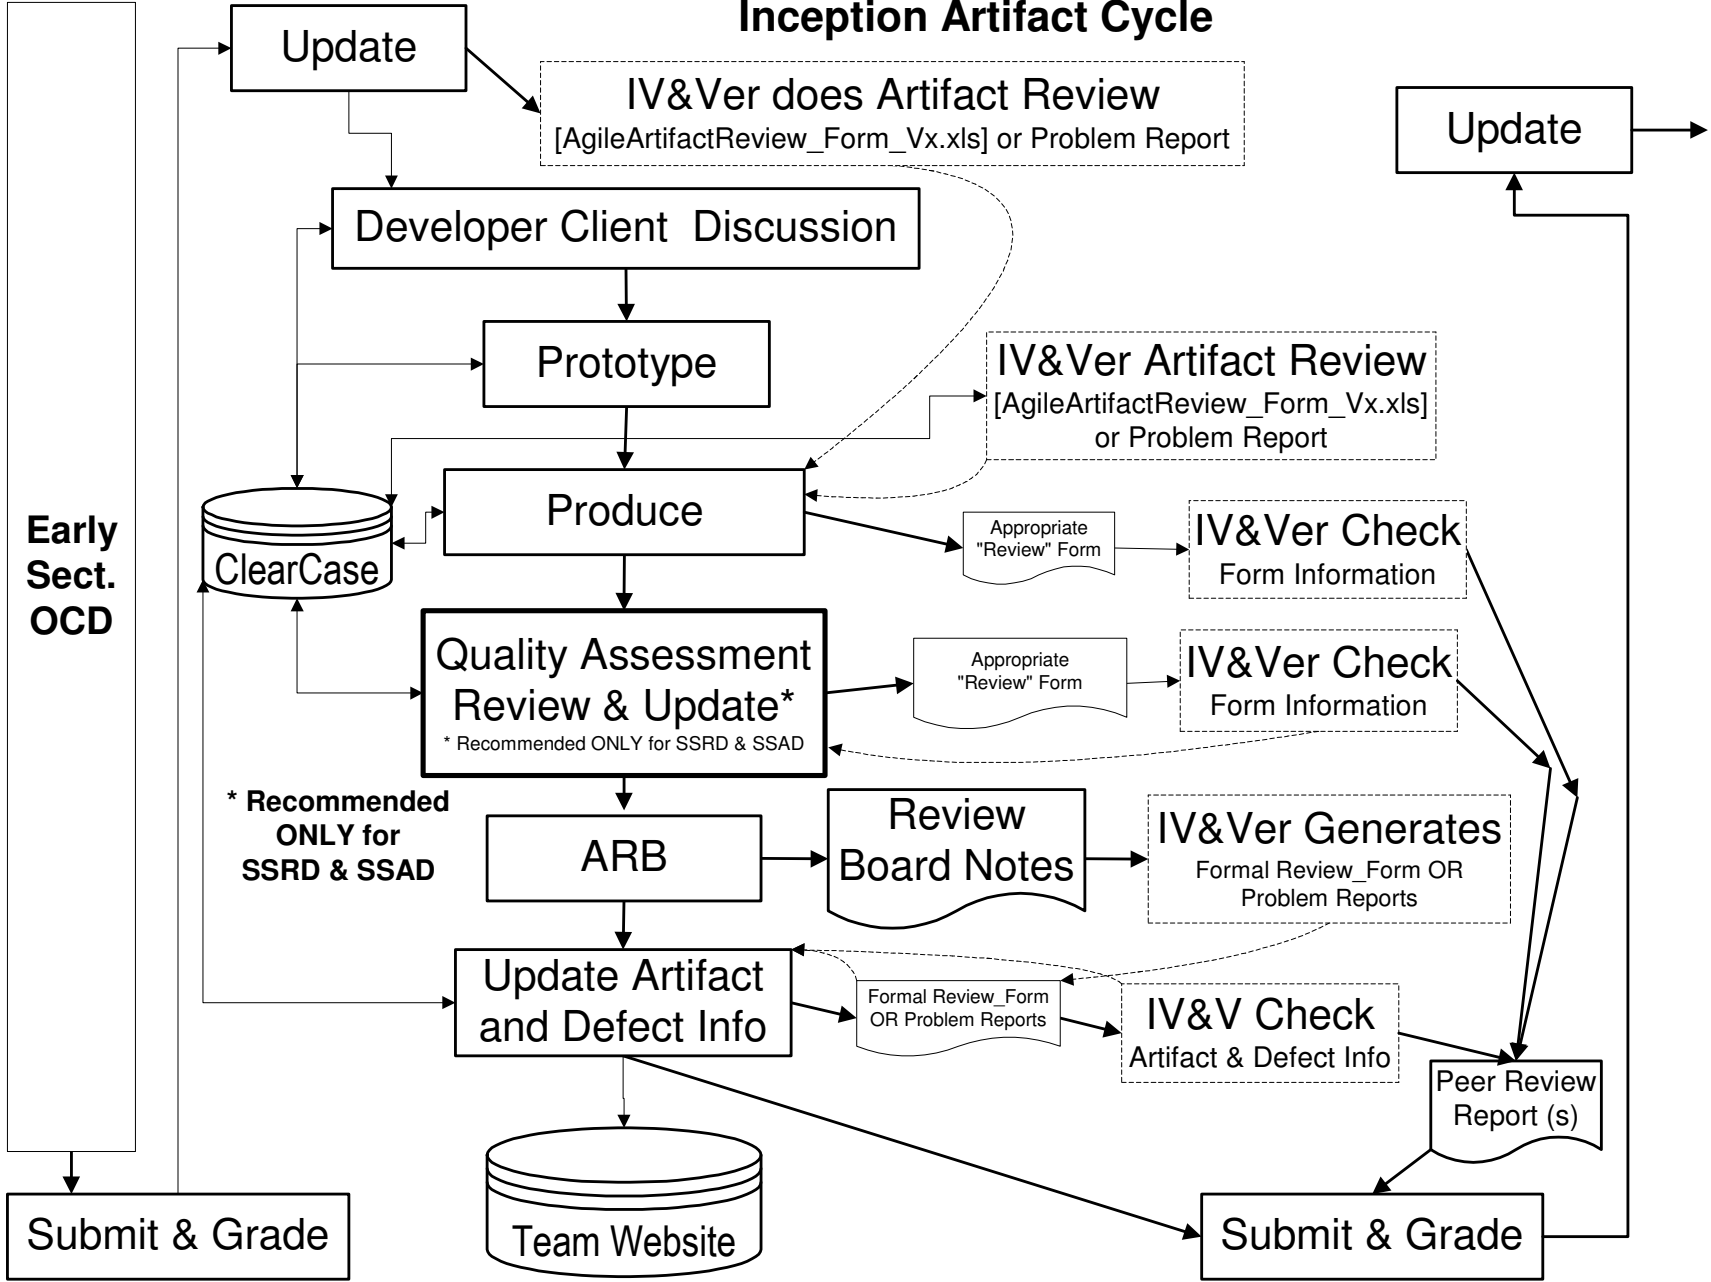 Inception Artifact Cycle
Update
IV&Ver does Artifact Review
[AgileArtifactReview_Form_Vx.xls] or Problem Report
Update
Developer Client Discussion
Prototype
IV&Ver Artifact Review
[AgileArtifactReview_Form_Vx.xls]
or Problem Report
Produce
Appropriate
"Review" Form
IV&Ver Check
Form Information
ClearCase
Early
Sect.
OCD
Quality Assessment
Review & Update*
* Recommended ONLY for SSRD & SSAD
Appropriate
"Review" Form
IV&Ver Check
Form Information
* Recommended
ONLY for
SSRD & SSAD
ARB
Review
Board Notes
IV&Ver Generates
Formal Review_Form OR
Problem Reports
Update Artifact
and Defect Info
Formal Review_Form
OR Problem Reports
IV&V Check
Artifact & Defect Info
Peer Review
Report (s)
Submit & Grade
Team Website
Submit & Grade